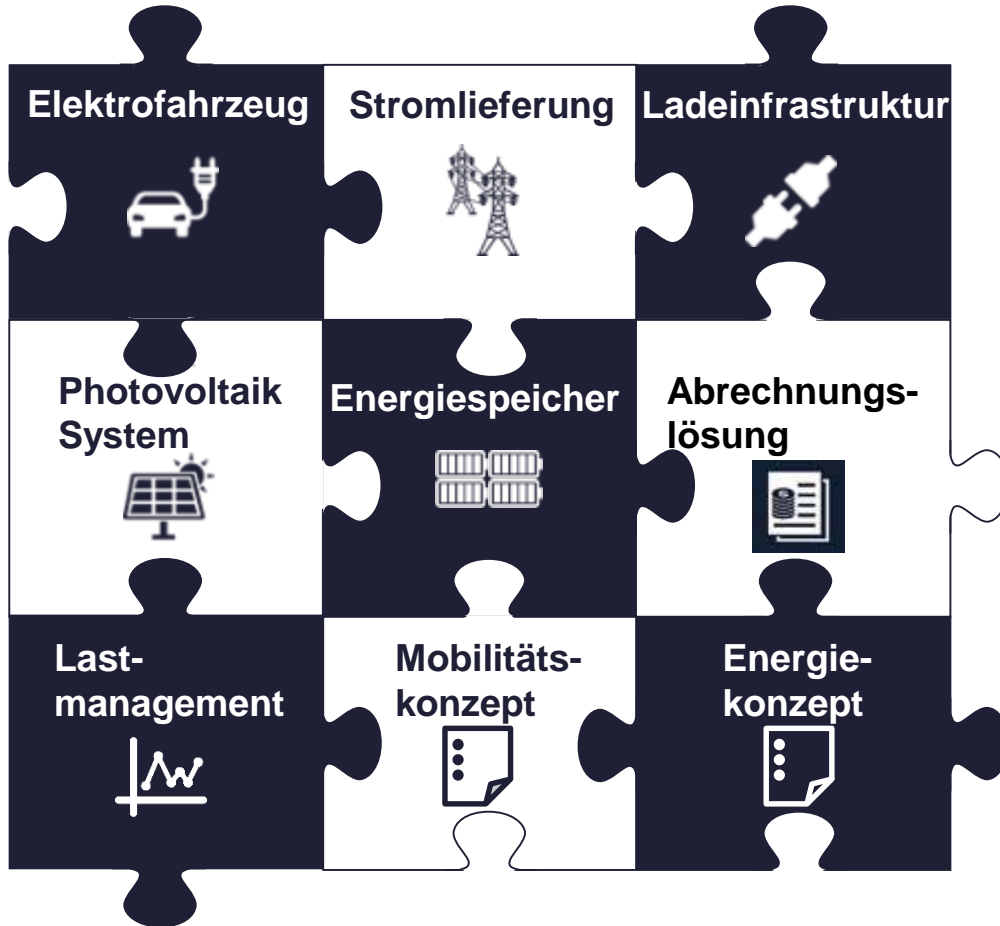 Elektrofahrzeug
Stromlieferung
Ladeinfrastruktur
Photovoltaik
System
Energiespeicher
Abrechnungs-
lösung
Last-
management
Mobilitäts-
konzept
Energie-
konzept